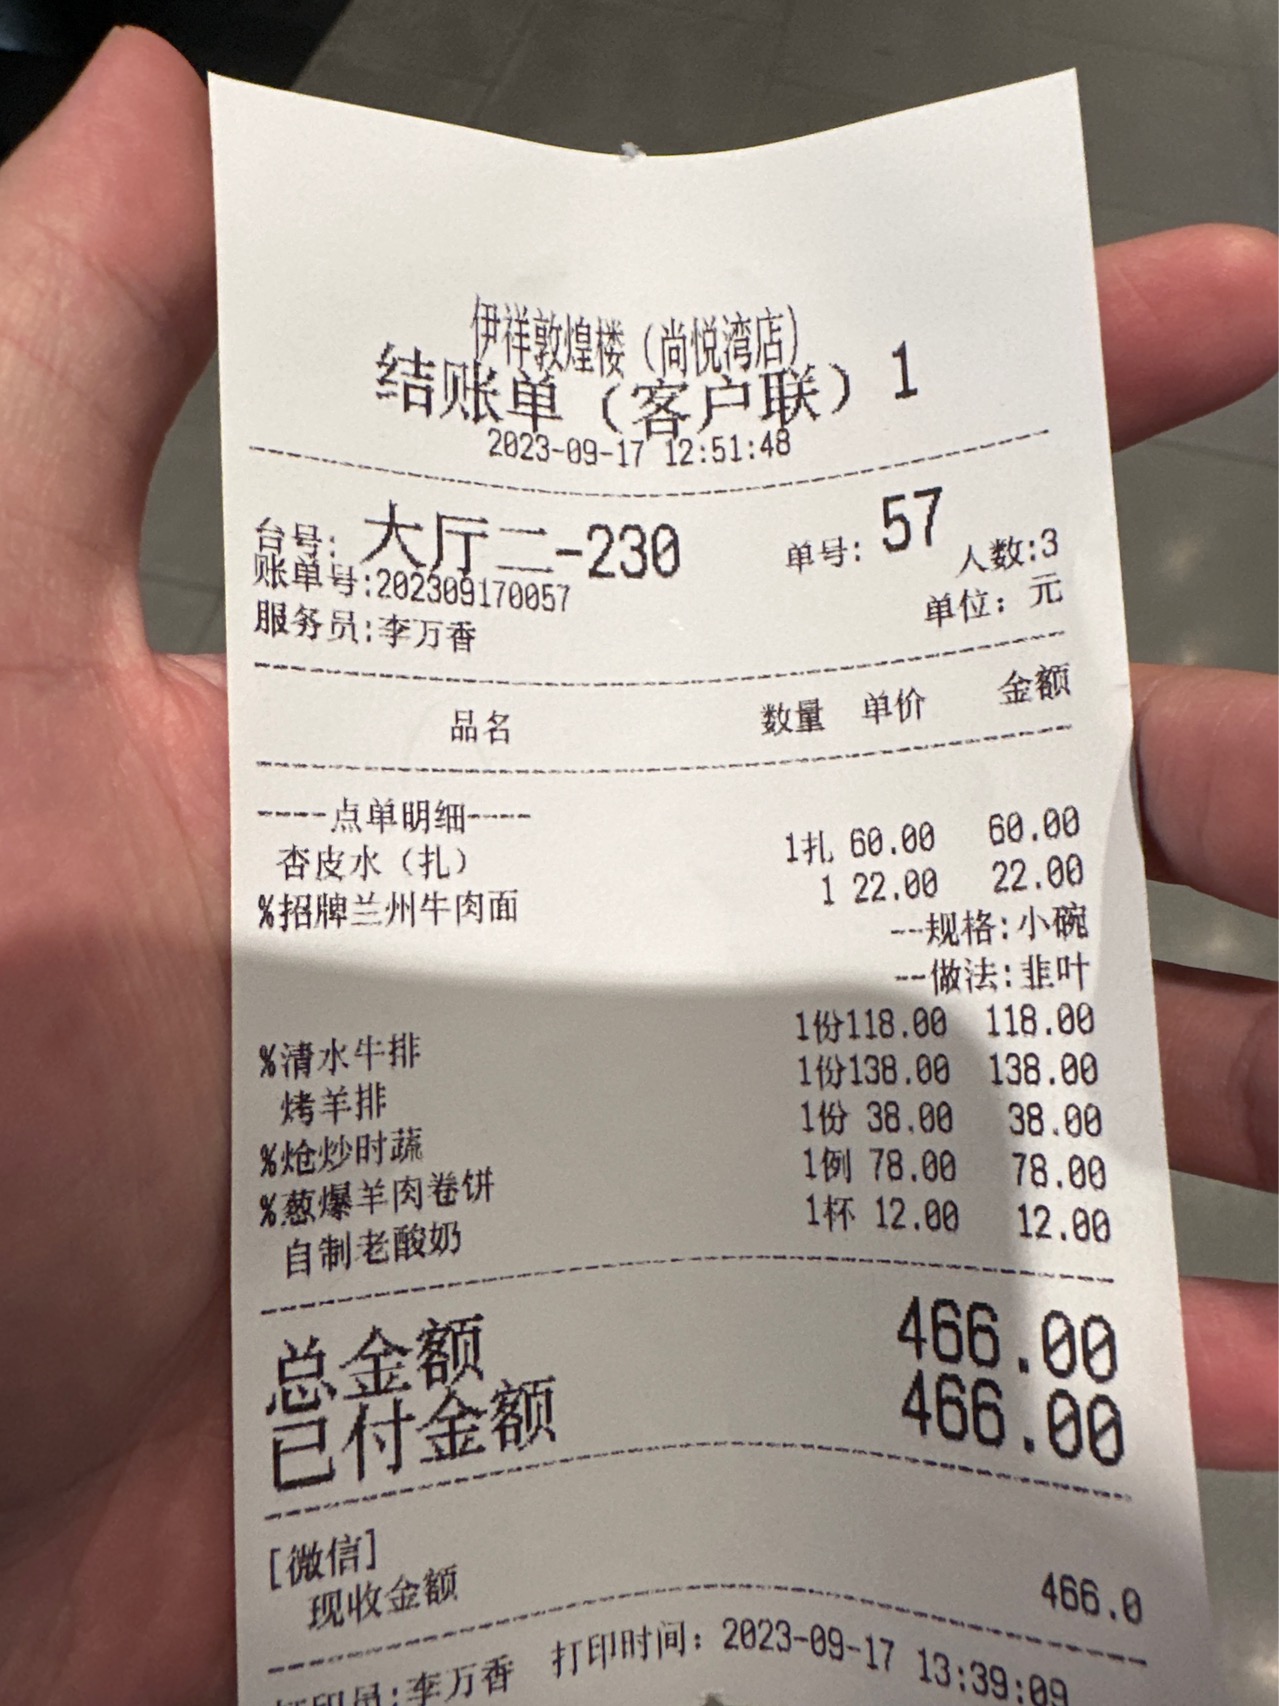 伊祥敦煌楼（尚悦湾店）
结账单（客户联）1
2023-09-17 12:51:48
台号: 大厅二-230 单号: 57
账单号:202309170057 人数:3
服务员:李万香 单位: 元
品名 数量 单价 金额
----点单明细----
杏皮水（扎） 1扎 60.00 60.00
%招牌兰州牛肉面 1 22.00 22.00
--规格:小碗
--做法:韭叶
%清水牛排 1份118.00 118.00
烤羊排 1份138.00 138.00
%炝炒时蔬 1份 38.00 38.00
%葱爆羊肉卷饼 1例 78.00 78.00
自制老酸奶 1杯 12.00 12.00
总金额 466.00
已付金额 466.00
[微信]
现收金额 466.0
打印员:李万香 打印时间: 2023-09-17 13:39:09